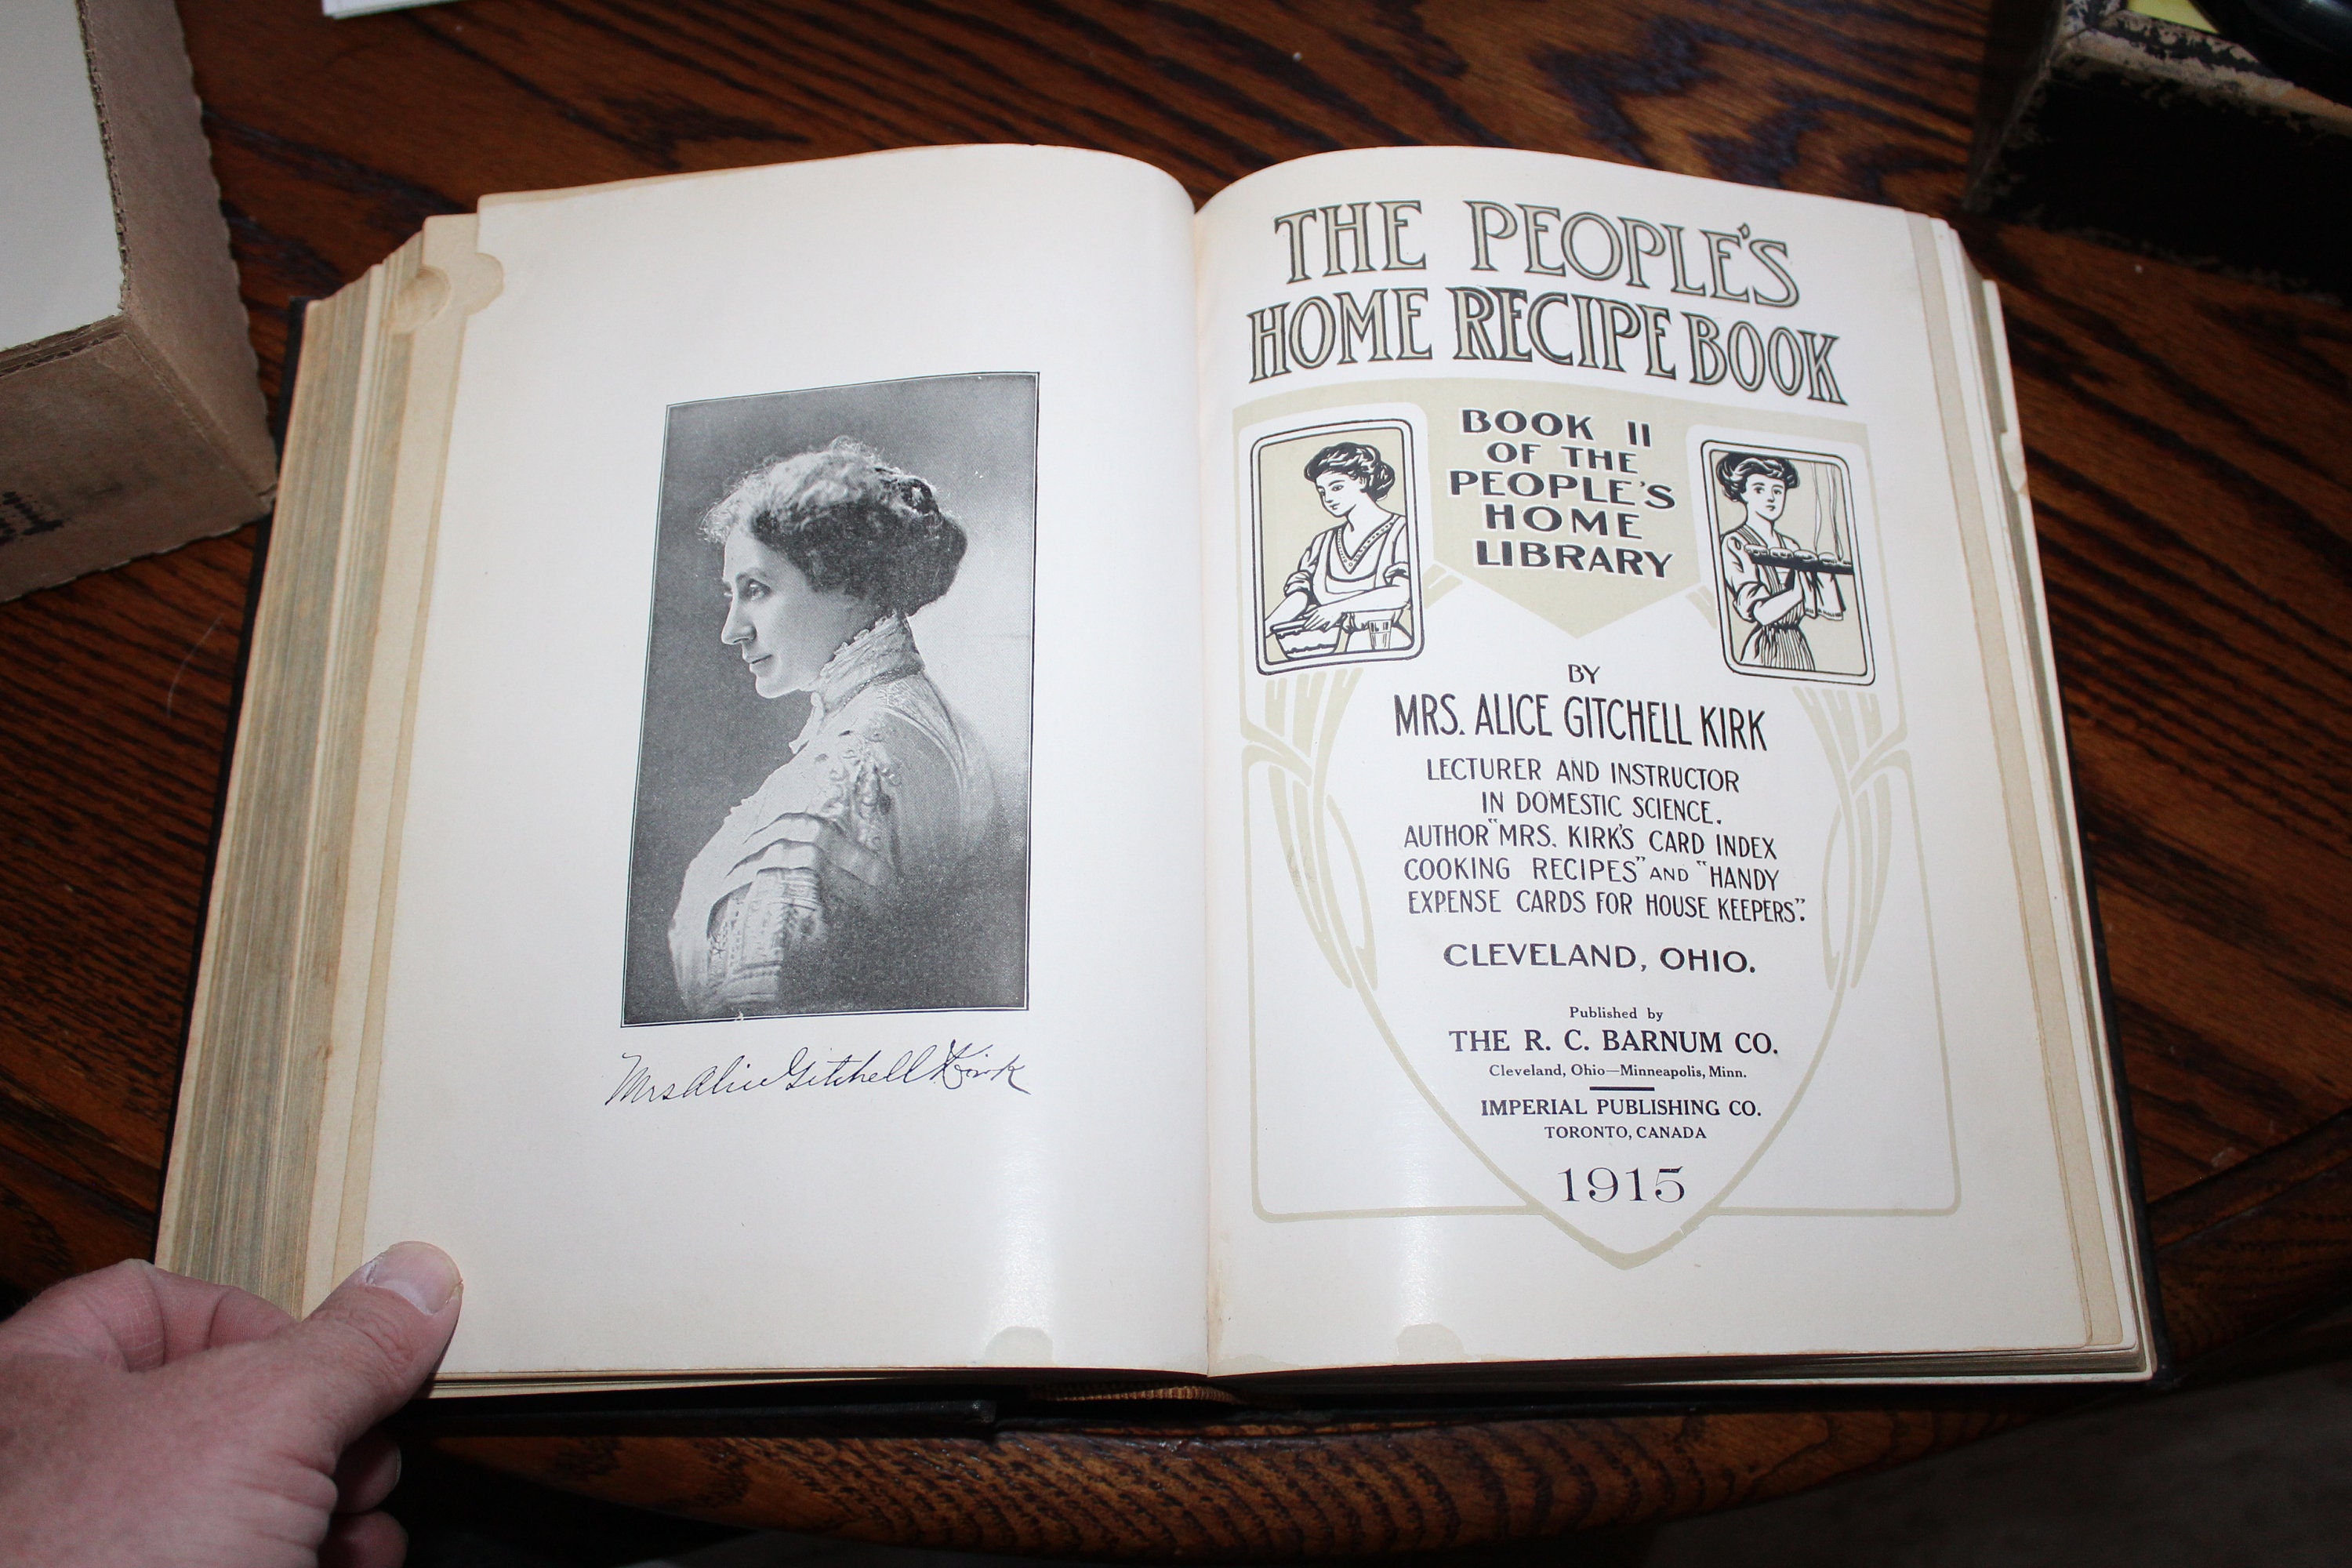 Mrs Alice Gitchell Kirk
THE PEOPLE'S
HOME RECIPE BOOK
BOOK II
OF THE
PEOPLE'S
HOME
LIBRARY
BY
MRS. ALICE GITCHELL KIRK
LECTURER AND INSTRUCTOR
IN DOMESTIC SCIENCE.
AUTHOR "MRS. KIRK'S CARD INDEX
COOKING RECIPES" AND "HANDY
EXPENSE CARDS FOR HOUSE KEEPERS".
CLEVELAND, OHIO.
Published by
THE R. C. BARNUM CO.
Cleveland, Ohio—Minneapolis, Minn.
IMPERIAL PUBLISHING CO.
TORONTO, CANADA
1915